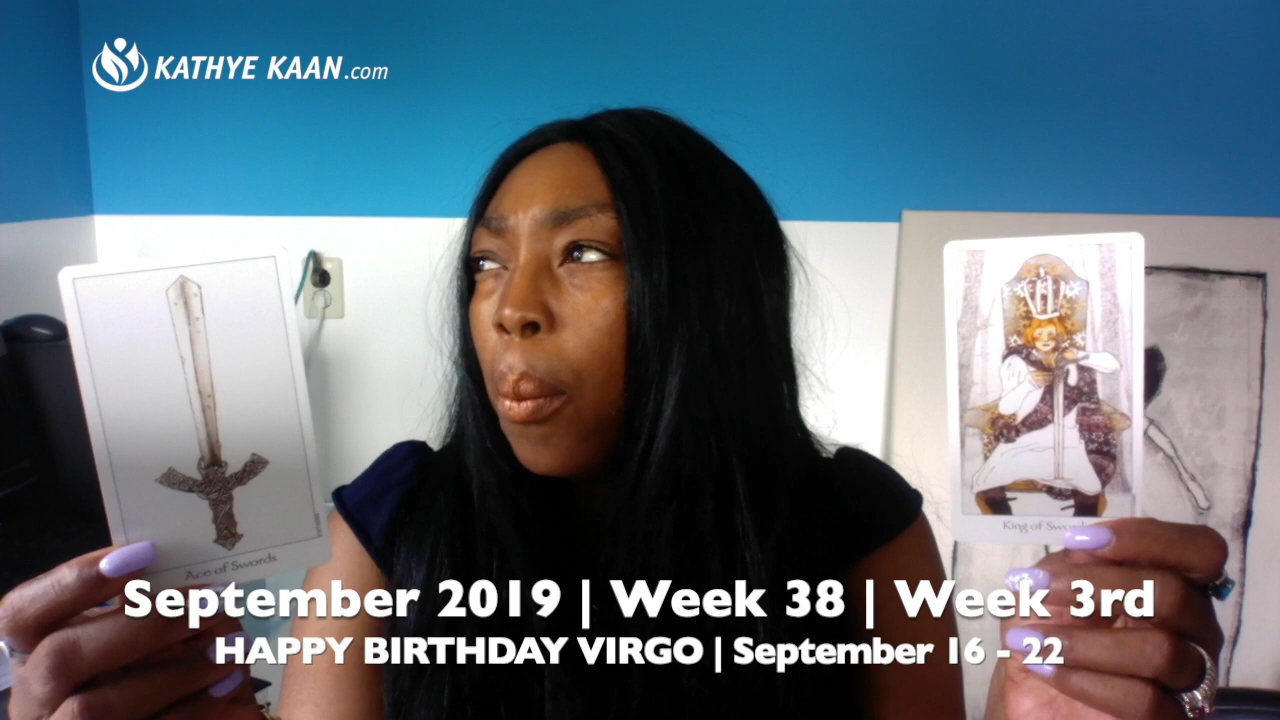 KATHYE KAAN.com
Ace of Swords
King of Swords
September 2019 | Week 38 | Week 3rd
HAPPY BIRTHDAY VIRGO | September 16 - 22